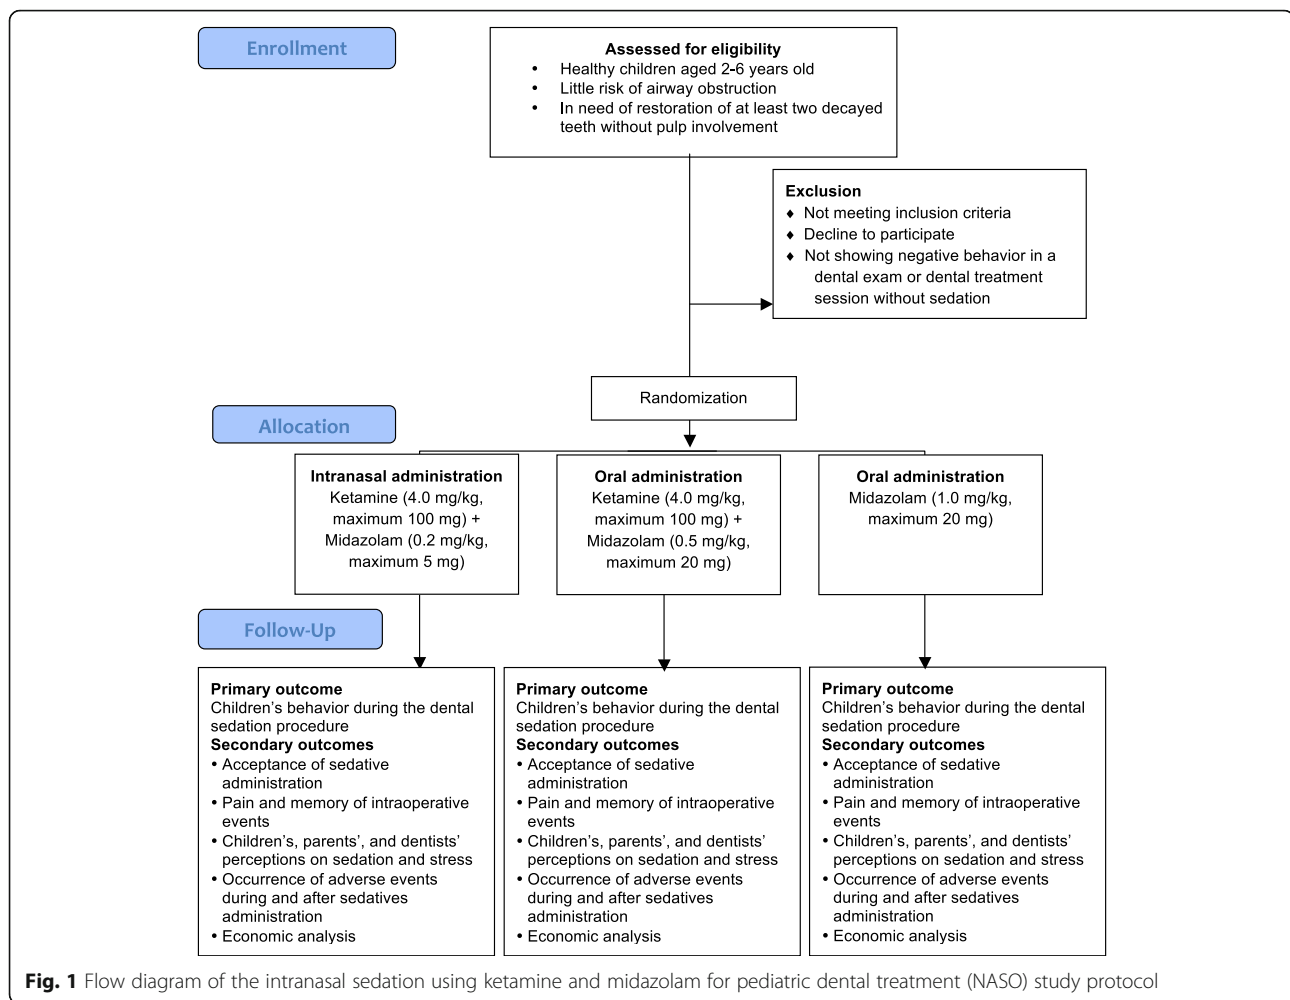 Enrollment
Assessed for eligibility
• Healthy children aged 2-6 years old
• Little risk of airway obstruction
• In need of restoration of at least two decayed
teeth without pulp involvement
Exclusion
♦ Not meeting inclusion criteria
♦ Decline to participate
♦ Not showing negative behavior in a
dental exam or dental treatment
session without sedation
Randomization
Allocation
Intranasal administration
Ketamine (4.0 mg/kg,
maximum 100 mg) +
Midazolam (0.2 mg/kg,
maximum 5 mg)
Oral administration
Ketamine (4.0 mg/kg,
maximum 100 mg) +
Midazolam (0.5 mg/kg,
maximum 20 mg)
Oral administration
Midazolam (1.0 mg/kg,
maximum 20 mg)
Follow-Up
Primary outcome
Children's behavior during the dental
sedation procedure
Secondary outcomes
• Acceptance of sedative
administration
• Pain and memory of intraoperative
events
• Children's, parents', and dentists'
perceptions on sedation and stress
• Occurrence of adverse events
during and after sedatives
administration
• Economic analysis
Primary outcome
Children's behavior during the dental
sedation procedure
Secondary outcomes
• Acceptance of sedative
administration
• Pain and memory of intraoperative
events
• Children's, parents', and dentists'
perceptions on sedation and stress
• Occurrence of adverse events
during and after sedatives
administration
• Economic analysis
Primary outcome
Children's behavior during the dental
sedation procedure
Secondary outcomes
• Acceptance of sedative
administration
• Pain and memory of intraoperative
events
• Children's, parents', and dentists'
perceptions on sedation and stress
• Occurrence of adverse events
during and after sedatives
administration
• Economic analysis
Fig. 1 Flow diagram of the intranasal sedation using ketamine and midazolam for pediatric dental treatment (NASO) study protocol